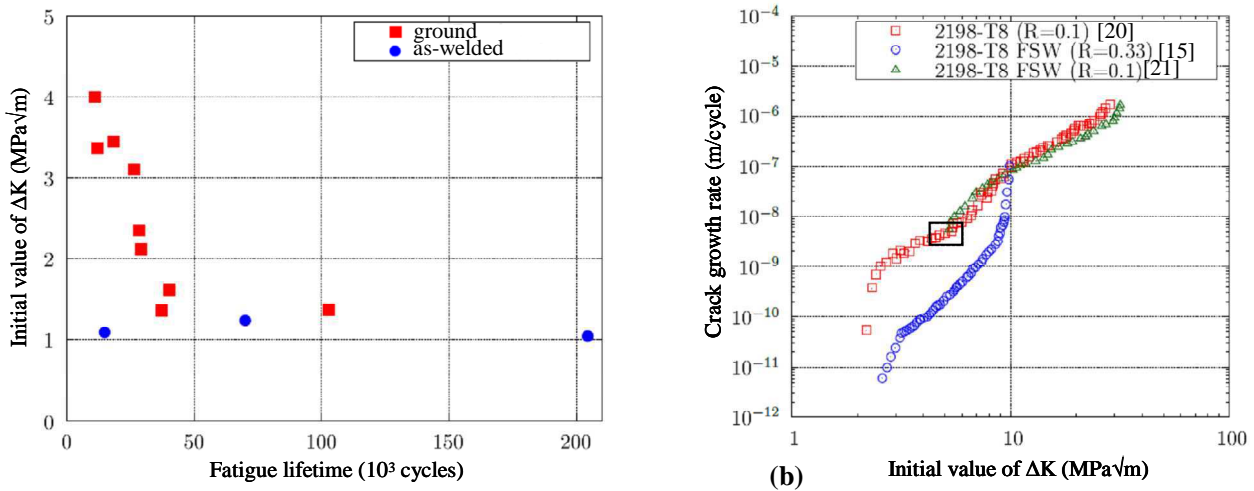 5
4
3
2
1
0
0
50
100
150
200
Initial value of ΔK (MPa√m)
Fatigue lifetime (10³ cycles)
ground
as-welded
10⁻⁴
10⁻⁵
10⁻⁶
10⁻⁷
10⁻⁸
10⁻⁹
10⁻¹⁰
10⁻¹¹
10⁻¹²
1
10
100
Crack growth rate (m/cycle)
2198-T8 (R=0.1) [20]
2198-T8 FSW (R=0.33) [15]
2198-T8 FSW (R=0.1) [21]
(b)
Initial value of ΔK (MPa√m)